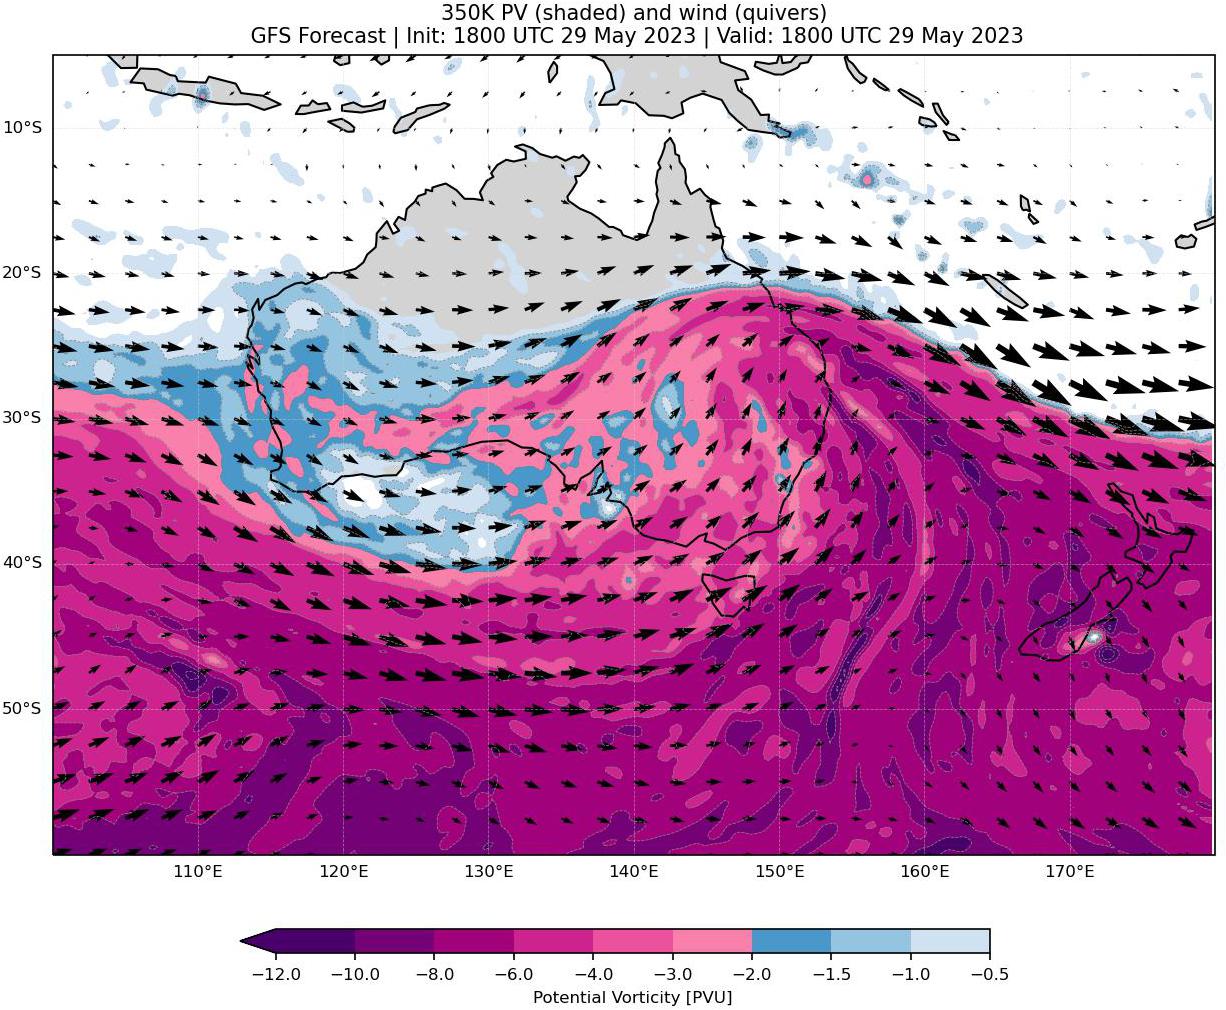 350K PV (shaded) and wind (quivers)
GFS Forecast | Init: 1800 UTC 29 May 2023 | Valid: 1800 UTC 29 May 2023
10°S
20°S
30°S
40°S
50°S
110°E 120°E 130°E 140°E 150°E 160°E 170°E
−12.0 −10.0 −8.0 −6.0 −4.0 −3.0 −2.0 −1.5 −1.0 −0.5
Potential Vorticity [PVU]